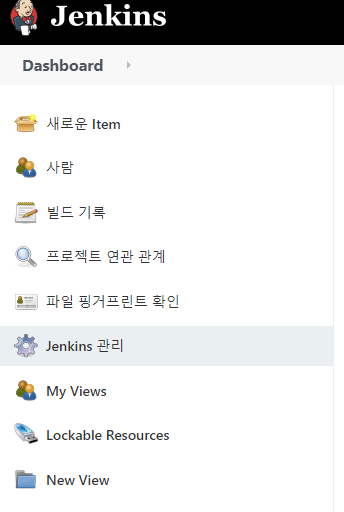 Jenkins
Dashboard
새로운 Item
사람
빌드 기록
프로젝트 연관 관계
파일 핑거프린트 확인
Jenkins 관리
My Views
Lockable Resources
New View